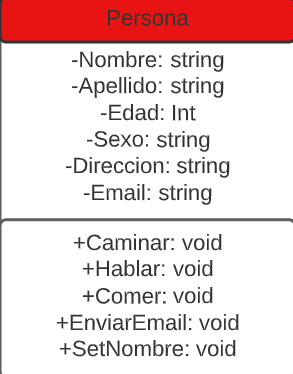 Persona
-Nombre: string
-Apellido: string
-Edad: Int
-Sexo: string
-Direccion: string
-Email: string
+Caminar: void
+Hablar: void
+Comer: void
+EnviarEmail: void
+SetNombre: void